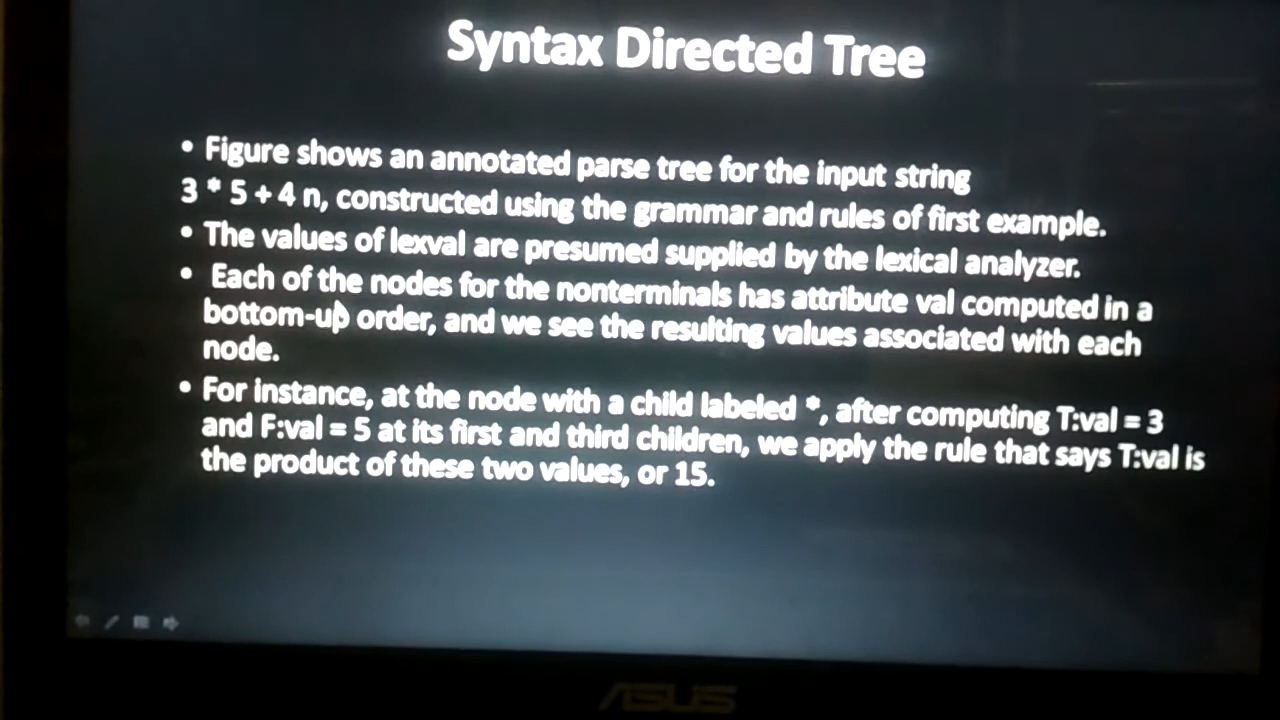 Syntax Directed Tree
• Figure shows an annotated parse tree for the input string
3 * 5 + 4 n, constructed using the grammar and rules of first example.
• The values of lexval are presumed supplied by the lexical analyzer.
• Each of the nodes for the nonterminals has attribute val computed in a
bottom-up order, and we see the resulting values associated with each
node.
• For instance, at the node with a child labeled *, after computing T:val = 3
and F:val = 5 at its first and third children, we apply the rule that says T:val is
the product of these two values, or 15.
ASUS